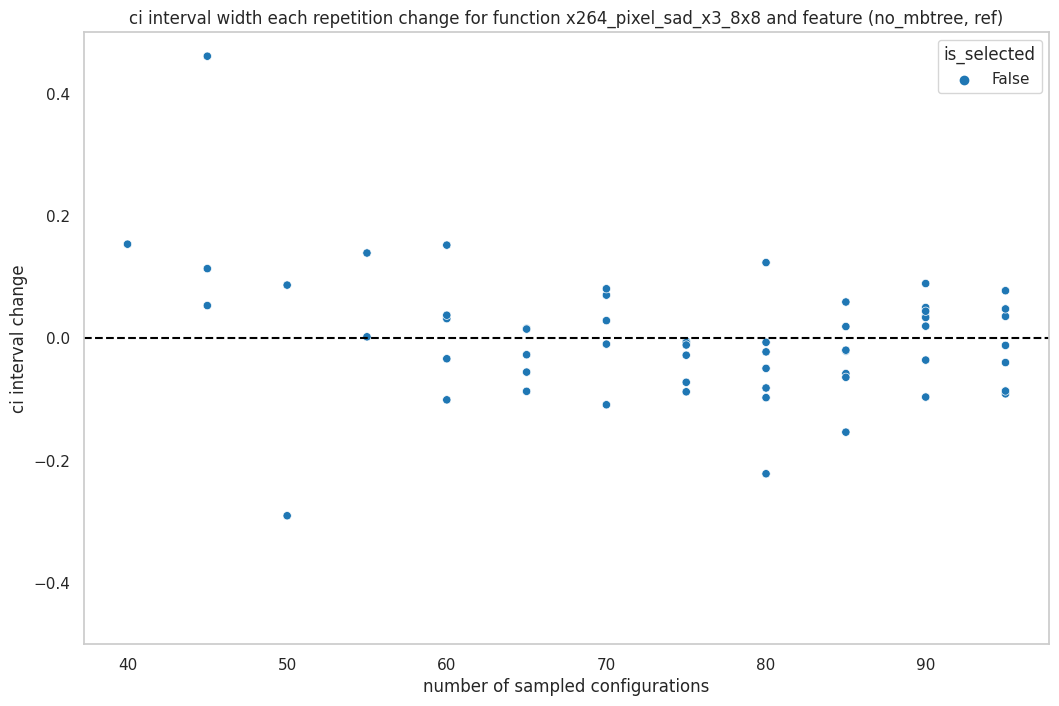 ci interval width each repetition change for function x264_pixel_sad_x3_8x8 and feature (no_mbtree, ref)
is_selected
False
ci interval change
0.4
0.2
0.0
−0.2
−0.4
40 50 60 70 80 90
number of sampled configurations